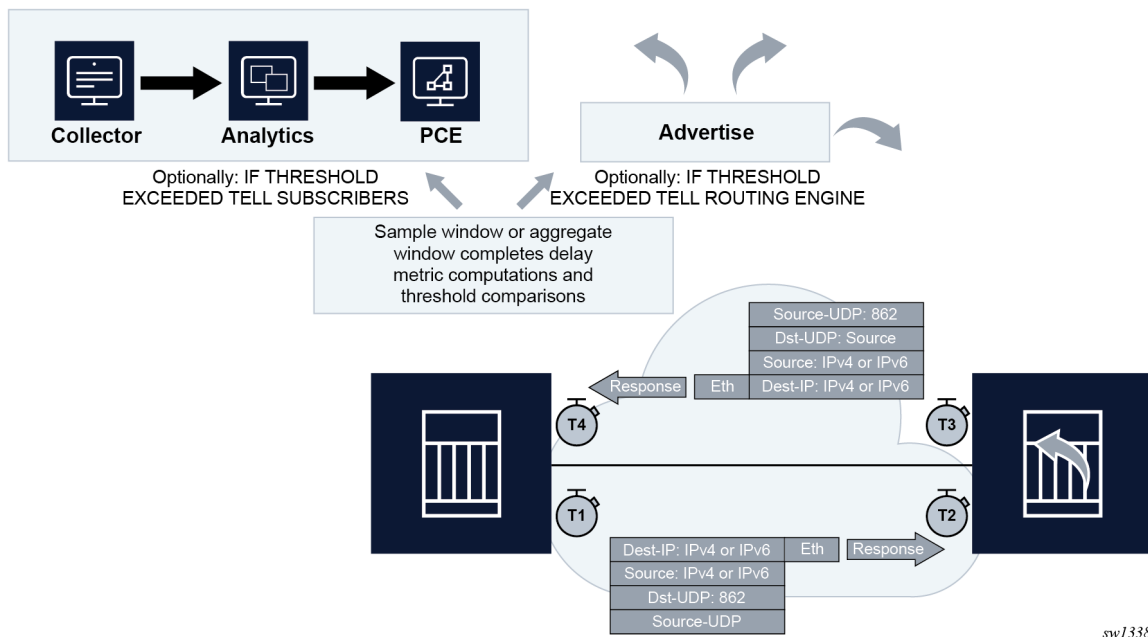 Collector
Analytics
PCE
Advertise
Optionally: IF THRESHOLD
EXCEEDED TELL SUBSCRIBERS
Optionally: IF THRESHOLD
EXCEEDED TELL ROUTING ENGINE
Sample window or aggregate
window completes delay
metric computations and
threshold comparisons
Source-UDP: 862
Dst-UDP: Source
Source: IPv4 or IPv6
Response
Eth
Dest-IP: IPv4 or IPv6
T4
T3
T1
T2
Dest-IP: IPv4 or IPv6
Eth
Response
Source: IPv4 or IPv6
Dst-UDP: 862
Source-UDP